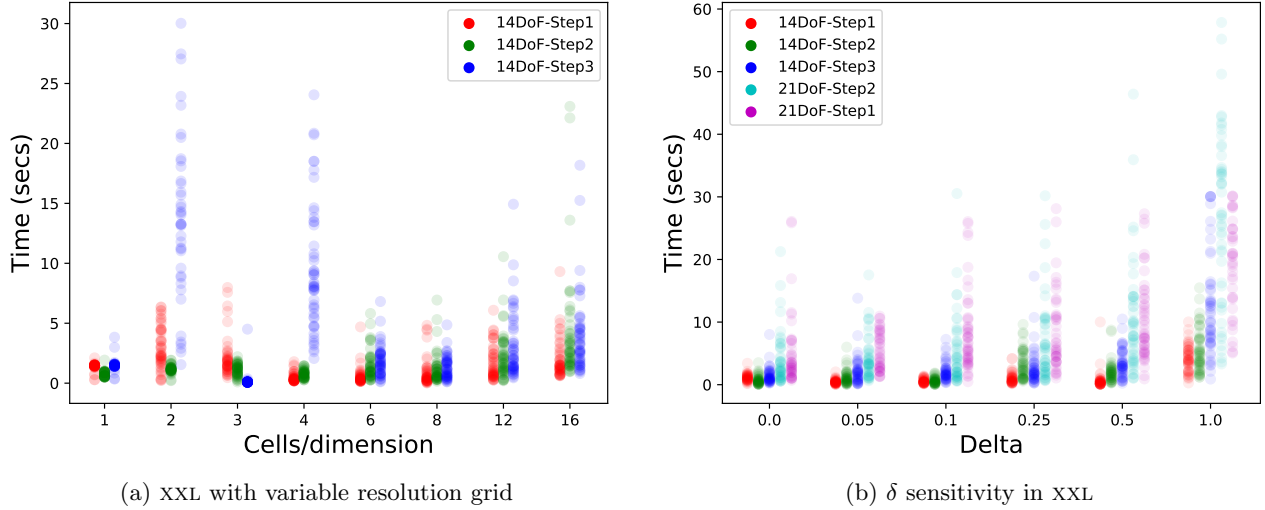 30
25
20
15
10
5
0
Time (secs)
14DoF-Step1
14DoF-Step2
14DoF-Step3
1 2 3 4 6 8 12 16
Cells/dimension
(a) XXL with variable resolution grid
60
50
40
30
20
10
0
Time (secs)
14DoF-Step1
14DoF-Step2
14DoF-Step3
21DoF-Step2
21DoF-Step1
0.0 0.05 0.1 0.25 0.5 1.0
Delta
(b) δ sensitivity in XXL